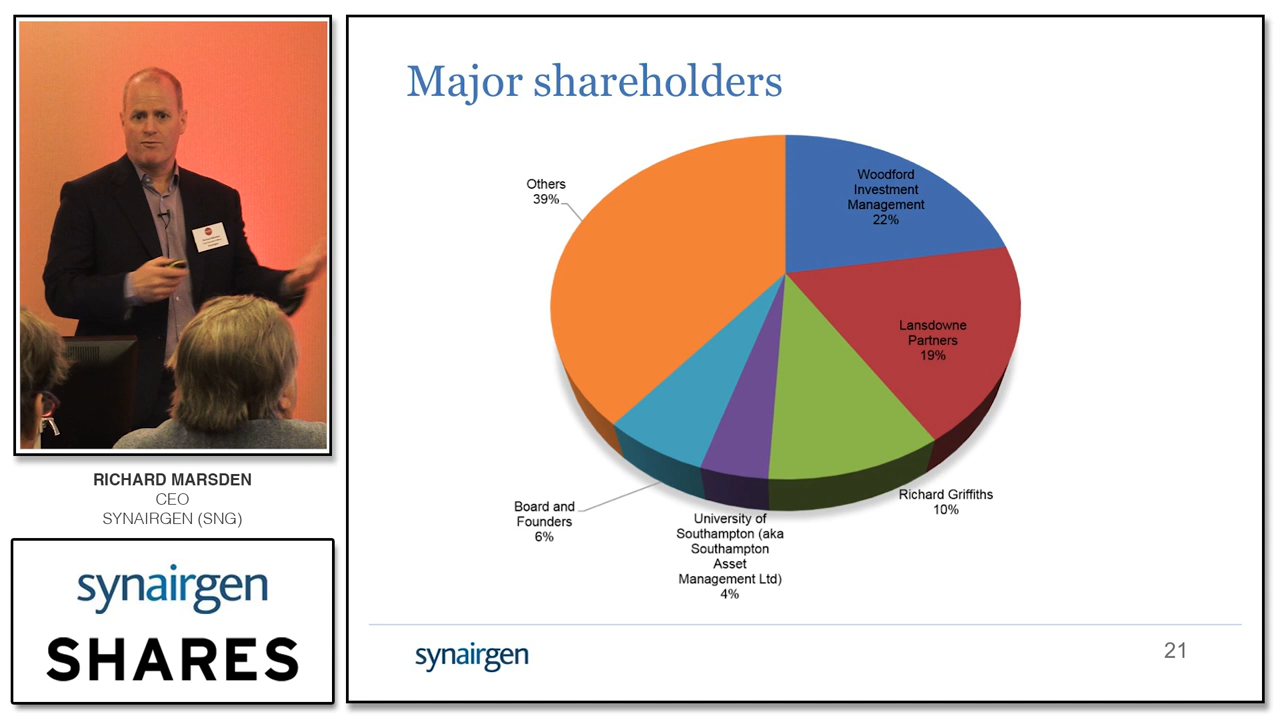 Major shareholders
Woodford
Investment
Management
22%
Others
39%
Lansdowne
Partners
19%
Richard Griffiths
10%
Board and
Founders
6%
University of
Southampton (aka
Southampton
Asset
Management Ltd)
4%
RICHARD MARSDEN
CEO
SYNAIRGEN (SNG)
synairgen
SHARES
synairgen
21